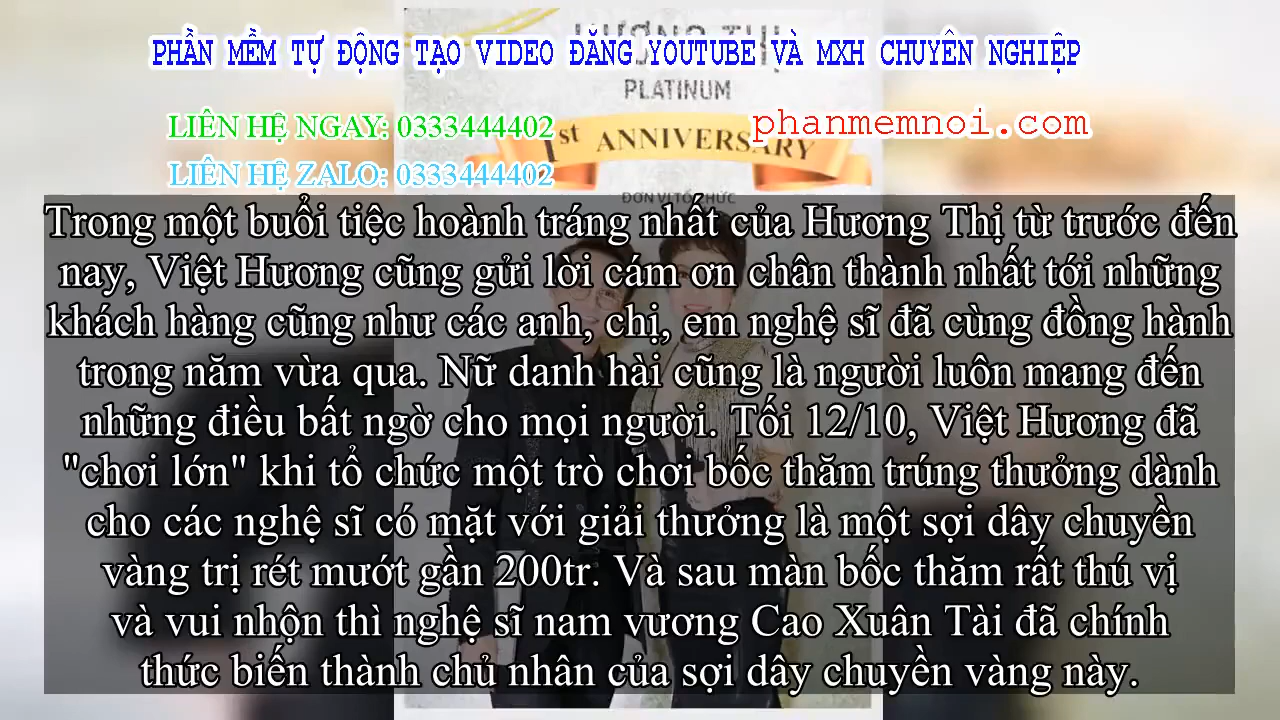 PHẦN MỀM TỰ ĐỘNG TẠO VIDEO ĐĂNG YOUTUBE VÀ MXH CHUYÊN NGHIỆP
PLATINUM
LIÊN HỆ NGAY: 0333444402
phanmemnoi.com
1st ANNIVERSARY
LIÊN HỆ ZALO: 0333444402
ĐƠN VỊ TỔ CHỨC
Trong một buổi tiệc hoành tráng nhất của Hương Thị từ trước đến
nay, Việt Hương cũng gửi lời cám ơn chân thành nhất tới những
khách hàng cũng như các anh, chị, em nghệ sĩ đã cùng đồng hành
trong năm vừa qua. Nữ danh hài cũng là người luôn mang đến
những điều bất ngờ cho mọi người. Tối 12/10, Việt Hương đã
"chơi lớn" khi tổ chức một trò chơi bốc thăm trúng thưởng dành
cho các nghệ sĩ có mặt với giải thưởng là một sợi dây chuyền
vàng trị rét mướt gần 200tr. Và sau màn bốc thăm rất thú vị
và vui nhộn thì nghệ sĩ nam vương Cao Xuân Tài đã chính
thức biến thành chủ nhân của sợi dây chuyền vàng này.